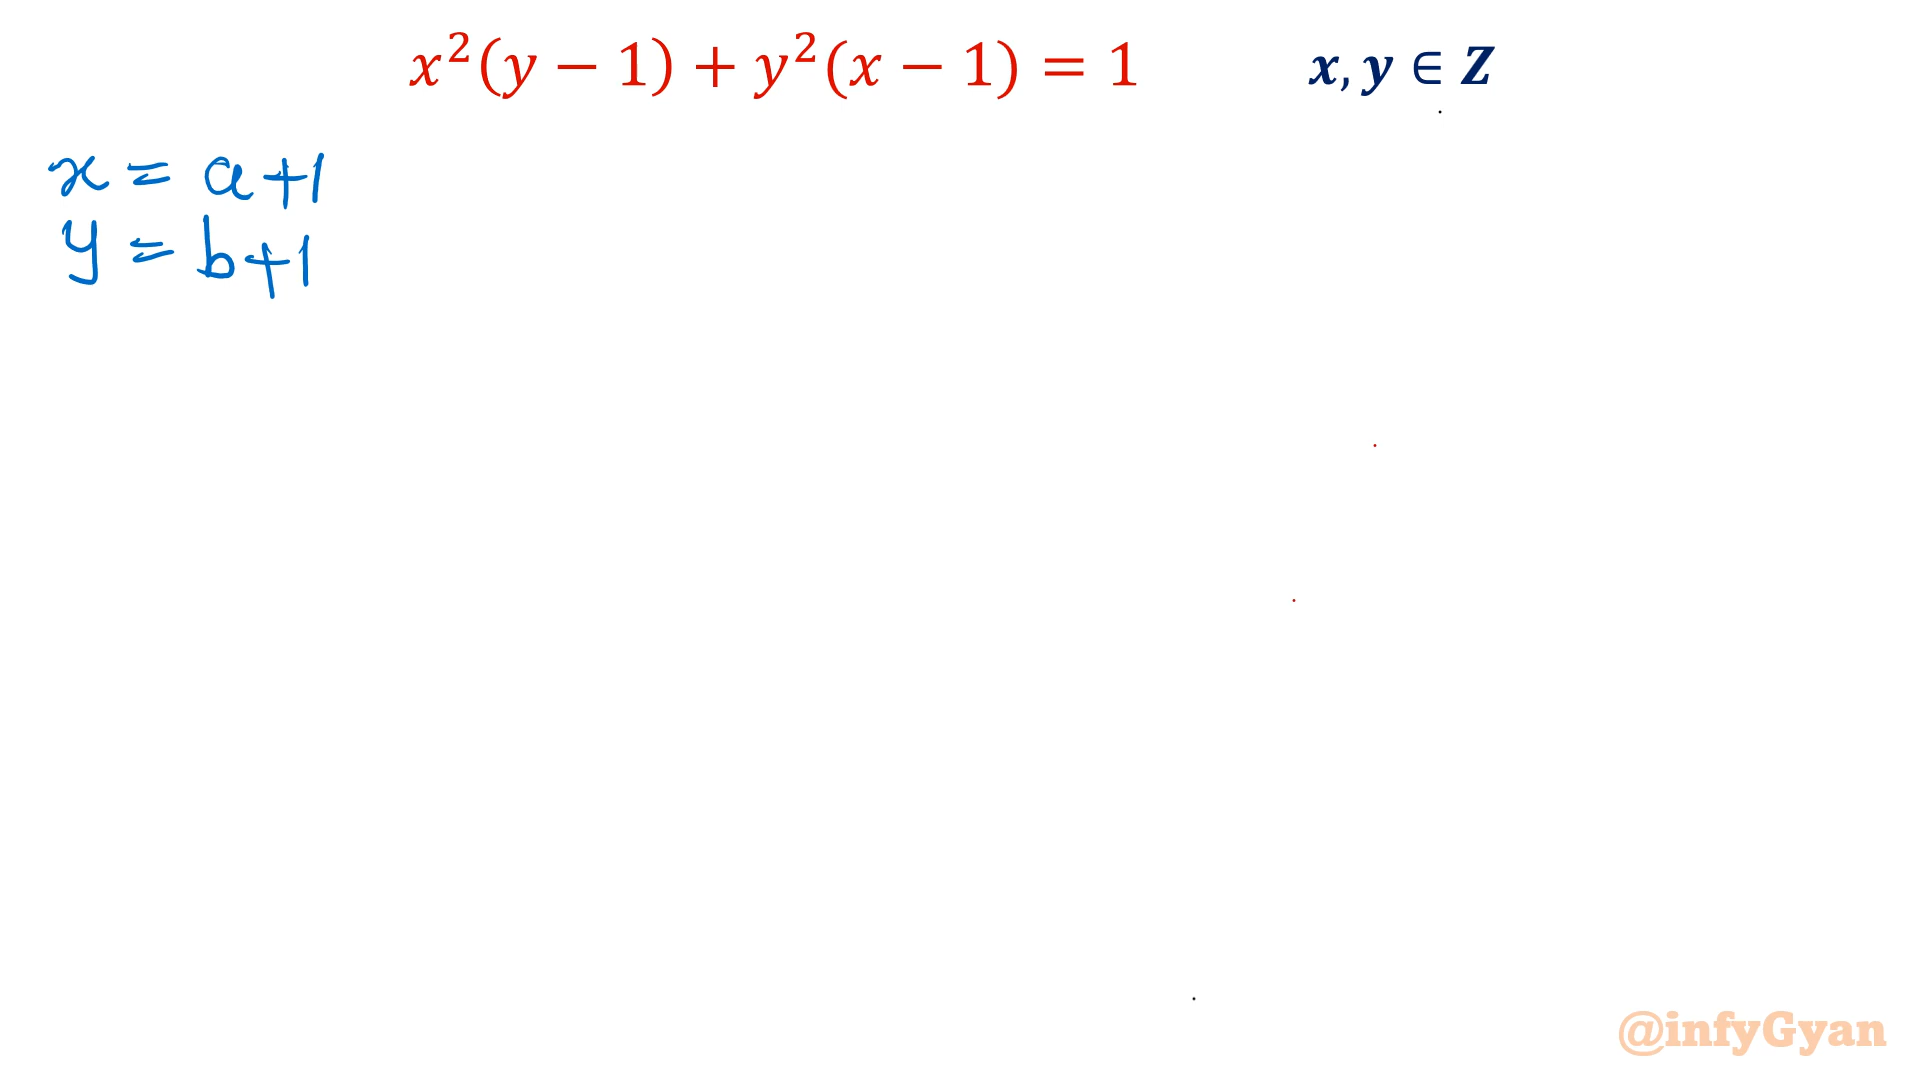 x²(y − 1) + y²(x − 1) = 1 x, y ∈ Z
x = a+1
y = b+1
@infyGyan